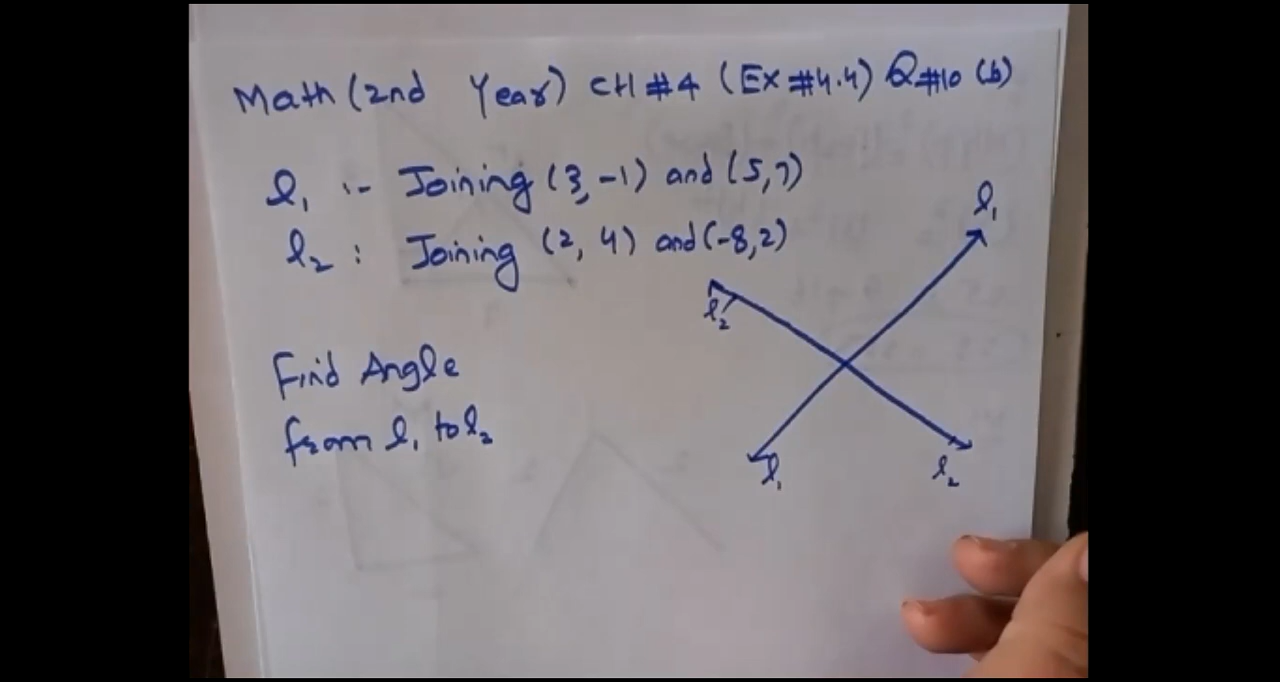 Math (2nd Year) CH #4 (Ex #4.4) Q#10 (b)
l₁ :- Joining (3, -1) and (5,7)
l₂ : Joining (2, 4) and (-8,2)
Find Angle
from l₁ to l₂
l₁
l₂
l₁
l₂